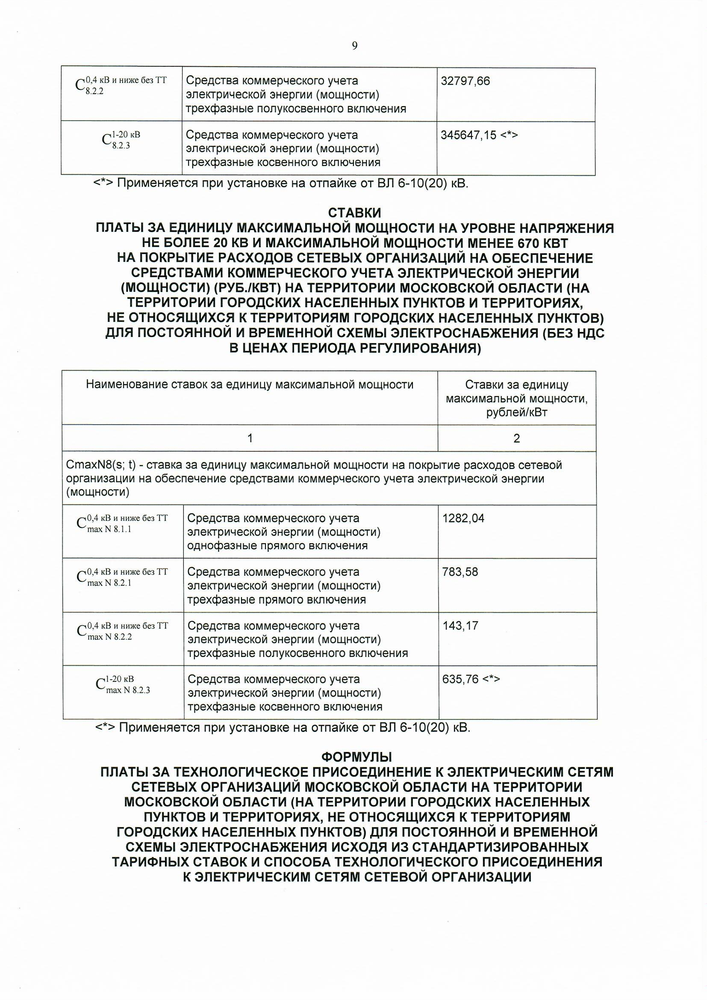 9
С 0,4 кВ и ниже без ТТ
8.2.2
Средства коммерческого учета
электрической энергии (мощности)
трехфазные полукосвенного включения
32797,66
С 1-20 кВ
8.2.3
Средства коммерческого учета
электрической энергии (мощности)
трехфазные косвенного включения
345647,15 <*>
<*> Применяется при установке на отпайке от ВЛ 6-10(20) кВ.
СТАВКИ
ПЛАТЫ ЗА ЕДИНИЦУ МАКСИМАЛЬНОЙ МОЩНОСТИ НА УРОВНЕ НАПРЯЖЕНИЯ
НЕ БОЛЕЕ 20 КВ И МАКСИМАЛЬНОЙ МОЩНОСТИ МЕНЕЕ 670 КВТ
НА ПОКРЫТИЕ РАСХОДОВ СЕТЕВЫХ ОРГАНИЗАЦИЙ НА ОБЕСПЕЧЕНИЕ
СРЕДСТВАМИ КОММЕРЧЕСКОГО УЧЕТА ЭЛЕКТРИЧЕСКОЙ ЭНЕРГИИ
(МОЩНОСТИ) (РУБ./КВТ) НА ТЕРРИТОРИИ МОСКОВСКОЙ ОБЛАСТИ (НА
ТЕРРИТОРИИ ГОРОДСКИХ НАСЕЛЕННЫХ ПУНКТОВ И ТЕРРИТОРИЯХ,
НЕ ОТНОСЯЩИХСЯ К ТЕРРИТОРИЯМ ГОРОДСКИХ НАСЕЛЕННЫХ ПУНКТОВ)
ДЛЯ ПОСТОЯННОЙ И ВРЕМЕННОЙ СХЕМЫ ЭЛЕКТРОСНАБЖЕНИЯ (БЕЗ НДС
В ЦЕНАХ ПЕРИОДА РЕГУЛИРОВАНИЯ)
Наименование ставок за единицу максимальной мощности
Ставки за единицу
максимальной мощности,
рублей/кВт
1
2
CmaxN8(s; t) - ставка за единицу максимальной мощности на покрытие расходов сетевой
организации на обеспечение средствами коммерческого учета электрической энергии
(мощности)
С 0,4 кВ и ниже без ТТ
max N 8.1.1
Средства коммерческого учета
электрической энергии (мощности)
однофазные прямого включения
1282,04
С 0,4 кВ и ниже без ТТ
max N 8.2.1
Средства коммерческого учета
электрической энергии (мощности)
трехфазные прямого включения
783,58
С 0,4 кВ и ниже без ТТ
max N 8.2.2
Средства коммерческого учета
электрической энергии (мощности)
трехфазные полукосвенного включения
143,17
С 1-20 кВ
max N 8.2.3
Средства коммерческого учета
электрической энергии (мощности)
трехфазные косвенного включения
635,76 <*>
<*> Применяется при установке на отпайке от ВЛ 6-10(20) кВ.
ФОРМУЛЫ
ПЛАТЫ ЗА ТЕХНОЛОГИЧЕСКОЕ ПРИСОЕДИНЕНИЕ К ЭЛЕКТРИЧЕСКИМ СЕТЯМ
СЕТЕВЫХ ОРГАНИЗАЦИЙ МОСКОВСКОЙ ОБЛАСТИ НА ТЕРРИТОРИИ
МОСКОВСКОЙ ОБЛАСТИ (НА ТЕРРИТОРИИ ГОРОДСКИХ НАСЕЛЕННЫХ
ПУНКТОВ И ТЕРРИТОРИЯХ, НЕ ОТНОСЯЩИХСЯ К ТЕРРИТОРИЯМ
ГОРОДСКИХ НАСЕЛЕННЫХ ПУНКТОВ) ДЛЯ ПОСТОЯННОЙ И ВРЕМЕННОЙ
СХЕМЫ ЭЛЕКТРОСНАБЖЕНИЯ ИСХОДЯ ИЗ СТАНДАРТИЗИРОВАННЫХ
ТАРИФНЫХ СТАВОК И СПОСОБА ТЕХНОЛОГИЧЕСКОГО ПРИСОЕДИНЕНИЯ
К ЭЛЕКТРИЧЕСКИМ СЕТЯМ СЕТЕВОЙ ОРГАНИЗАЦИИ